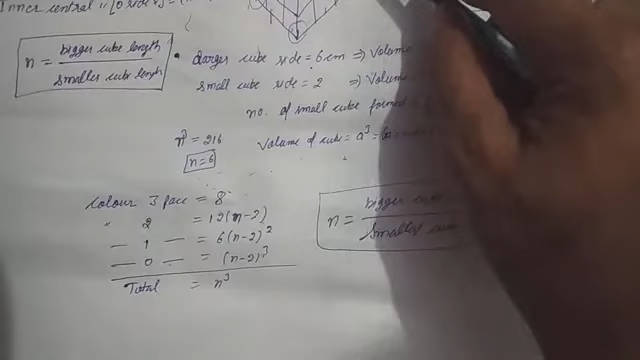 Inner central
n = bigger cube length / smaller cube length
• Larger cube side = 6 cm ⇒ Volume
small cube side = 2 ⇒ Volume
no. of small cube formed
n³ = 216
n = 6
Volume of cube = a³ =
Colour 3 face = 8
" 2 = 12(n-2)
— 1 — = 6(n-2)²
— 0 — = (n-2)³
Total = n³
n = bigger / smallest